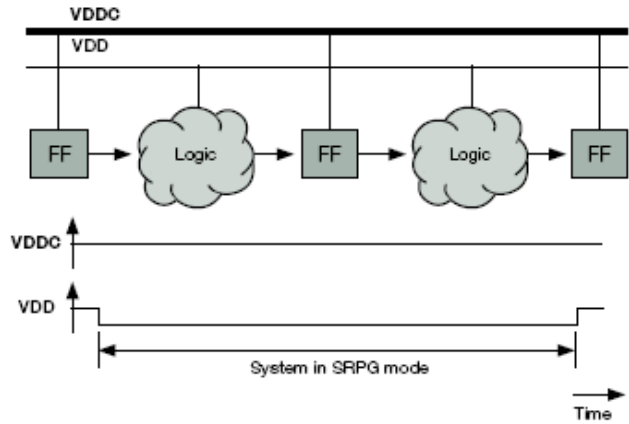 VDDC
VDD
FF
Logic
FF
Logic
FF
VDDC
VDD
System in SRPG mode
Time